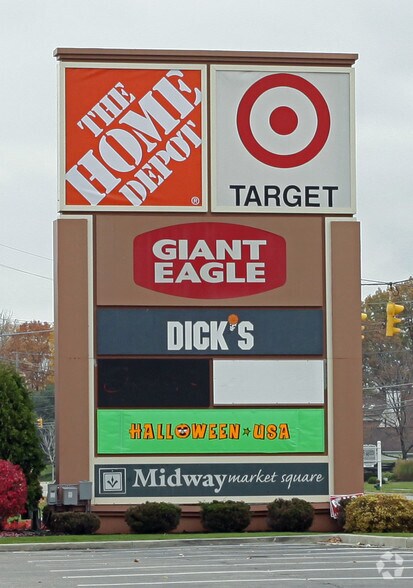 THE
HOME
DEPOT
®
TARGET
GIANT
EAGLE
DICK'S
HALLOWEEN★USA
Midway market square